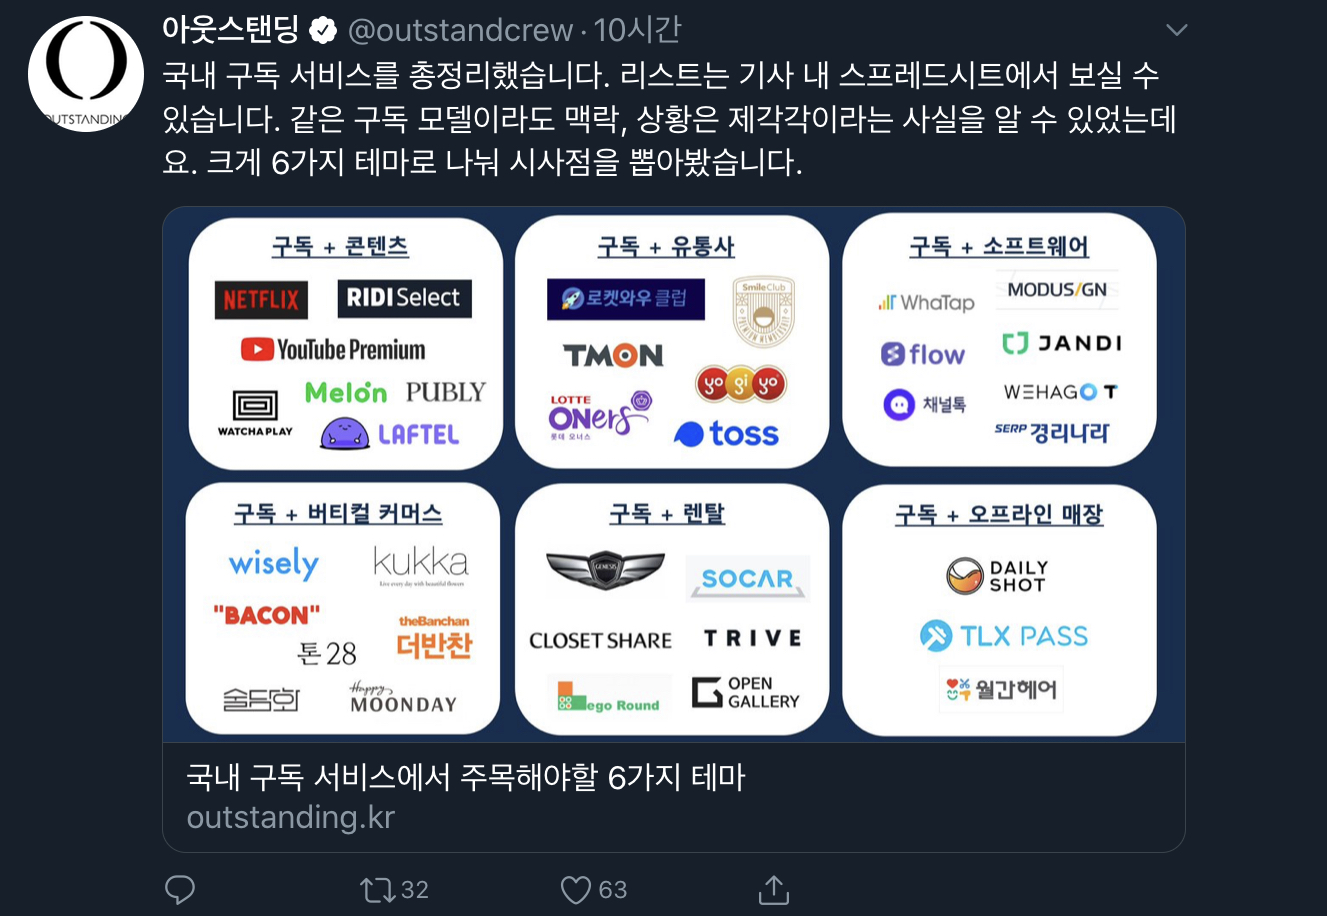 아웃스탠딩 @outstandcrew · 10시간
OUTSTANDING
국내 구독 서비스를 총정리했습니다. 리스트는 기사 내 스프레드시트에서 보실 수
있습니다. 같은 구독 모델이라도 맥락, 상황은 제각각이라는 사실을 알 수 있었는데
요. 크게 6가지 테마로 나눠 시사점을 뽑아봤습니다.
구독 + 콘텐츠
NETFLIX
RIDI Select
YouTube Premium
Melon
PUBLY
WATCHA PLAY
LAFTEL
구독 + 유통사
로켓와우 클럽
Smile Club
PREMIUM MEMBERSHIP
TMON
yo gi yo
LOTTE
ONers
롯데 오너스
toss
구독 + 소프트웨어
WhaTap
MODUSIGN
flow
JANDI
채널톡
WEHAGO T
SERP 경리나라
구독 + 버티컬 커머스
wisely
kukka
Live every day with beautiful flowers
"BACON"
theBanchan
더반찬
톤28
술담화
Happy
MOONDAY
구독 + 렌탈
GENESIS
SOCAR
CLOSET SHARE
TRIVE
Lego Round
OPEN
GALLERY
구독 + 오프라인 매장
DAILY
SHOT
TLX PASS
월간헤어
국내 구독 서비스에서 주목해야할 6가지 테마
outstanding.kr
32
63